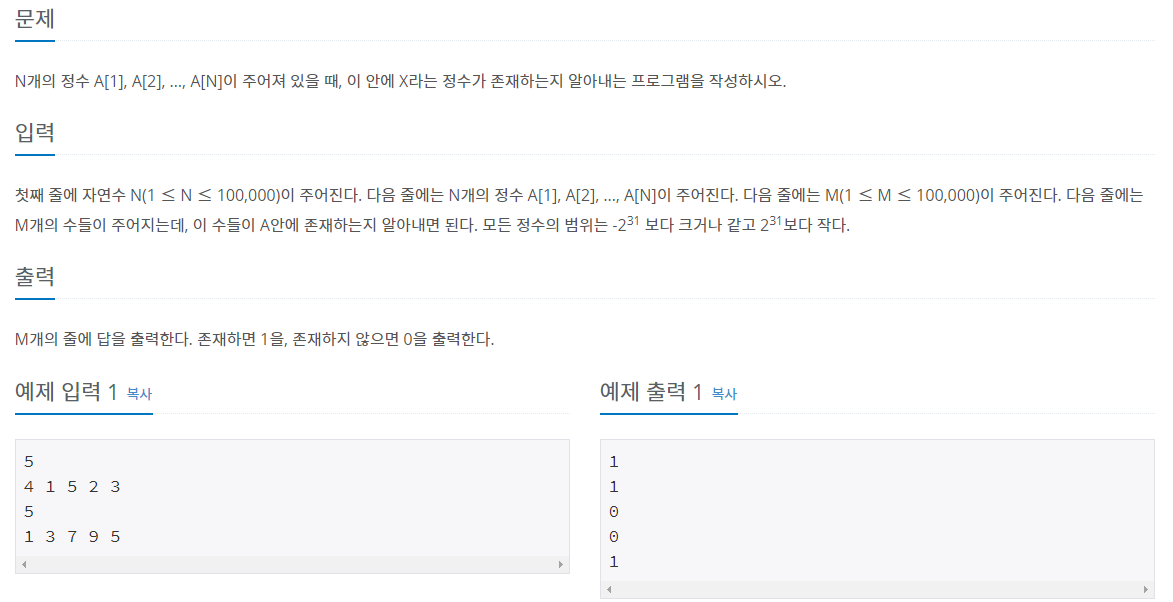 문제
N개의 정수 A[1], A[2], ..., A[N]이 주어져 있을 때, 이 안에 X라는 정수가 존재하는지 알아내는 프로그램을 작성하시오.
입력
첫째 줄에 자연수 N(1 ≤ N ≤ 100,000)이 주어진다. 다음 줄에는 N개의 정수 A[1], A[2], ..., A[N]이 주어진다. 다음 줄에는 M(1 ≤ M ≤ 100,000)이 주어진다. 다음 줄에는
M개의 수들이 주어지는데, 이 수들이 A안에 존재하는지 알아내면 된다. 모든 정수의 범위는 -2³¹ 보다 크거나 같고 2³¹보다 작다.
출력
M개의 줄에 답을 출력한다. 존재하면 1을, 존재하지 않으면 0을 출력한다.
예제 입력 1 복사
5
4 1 5 2 3
5
1 3 7 9 5
예제 출력 1 복사
1
1
0
0
1